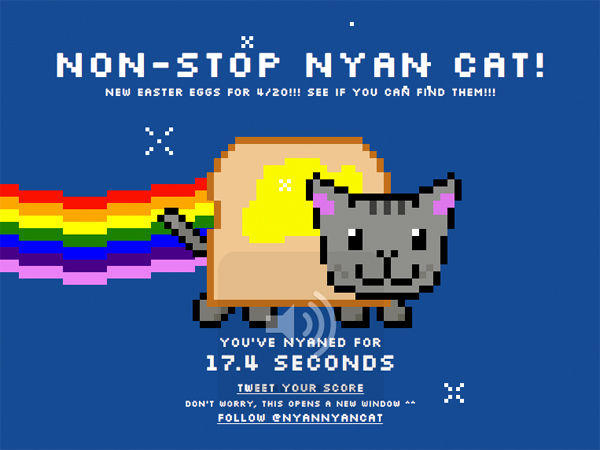 NON-STOP NYAN CAT!
NEW EASTER EGGS FOR 4/20!!! SEE IF YOU CAN FIND THEM!!!
YOU'VE NYANED FOR
17.4 SECONDS
TWEET YOUR SCORE
DON'T WORRY, THIS OPENS A NEW WINDOW ^^
FOLLOW @NYANNYANCAT